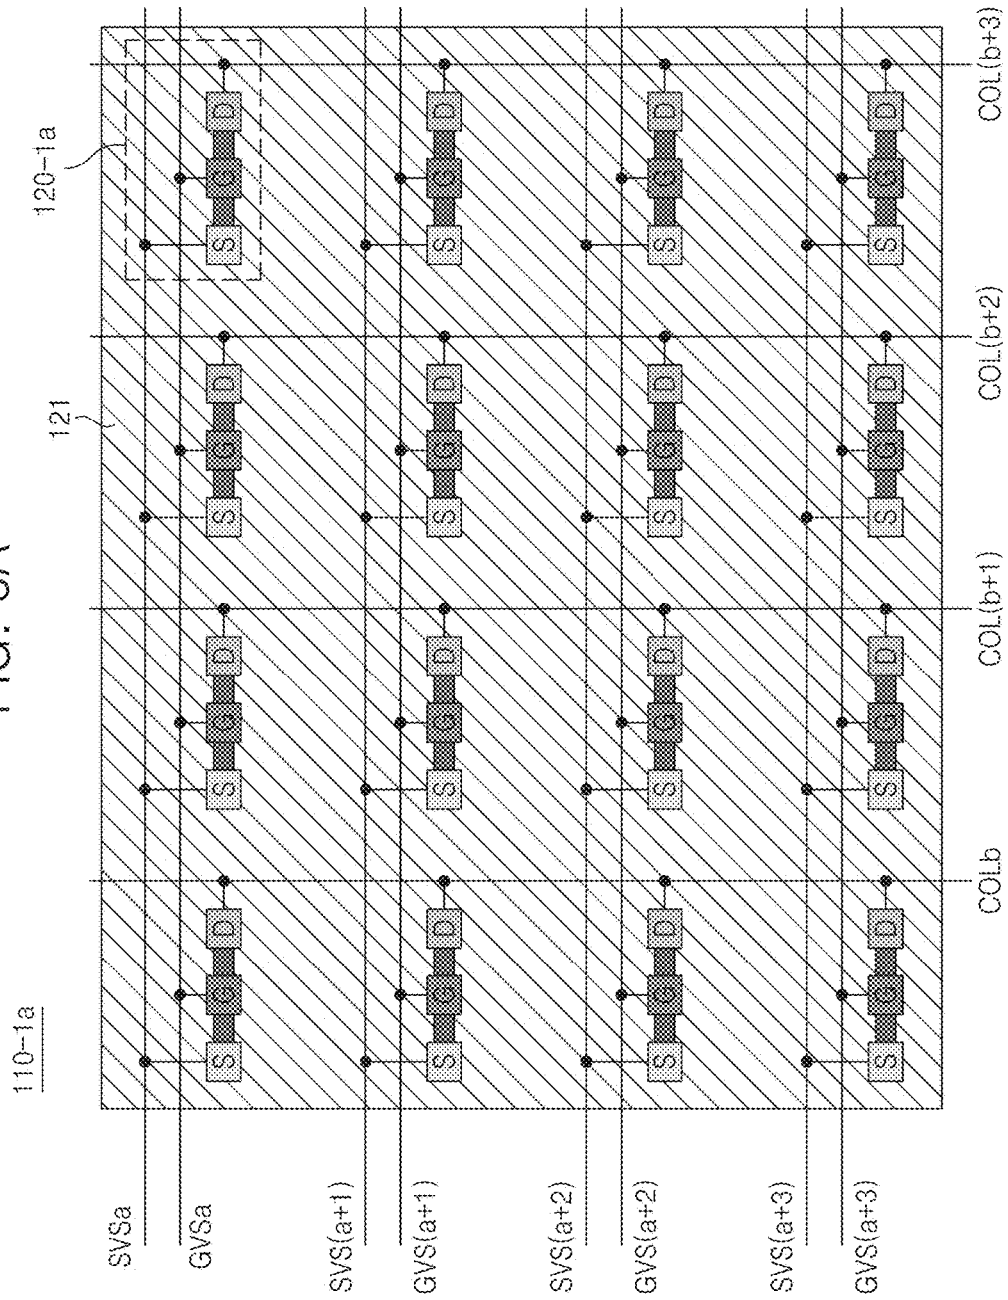 FIG.
110-1a
121
120-1a
SVSa
GVSa
S G D S G D S G D S G D
SVS(a+1)
GVS(a+1)
S G D S G D S G D S G D
SVS(a+2)
GVS(a+2)
S G D S G D S G D S G D
SVS(a+3)
GVS(a+3)
S G D S G D S G D S G D
COLb COL(b+1) COL(b+2) COL(b+3)